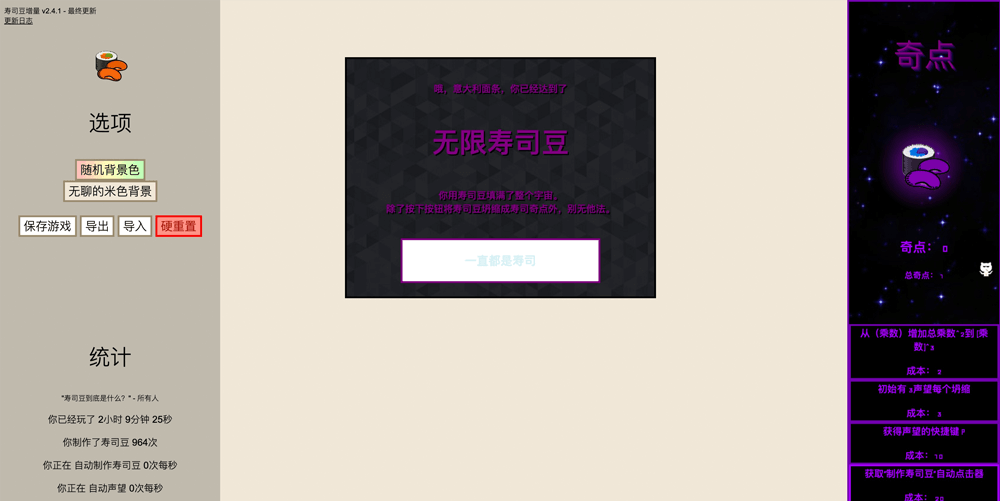 寿司豆增量 v2.4.1 - 最终更新
更新日志
选项
随机背景色
无聊的米色背景
保存游戏
导出
导入
硬重置
统计
"寿司豆到底是什么？" - 所有人
你已经玩了 2小时 9分钟 25秒
你制作了寿司豆 964次
你正在 自动制作寿司豆 0次每秒
你正在 自动声望 0次每秒
嘴，意大利面条，你已经达到了
无限寿司豆
你用寿司豆填满了整个宇宙。
除了按下按钮将寿司豆坍缩成寿司奇点外，别无他法。
一直都是寿司
奇点
奇点： 0
总奇点： 1
从（乘数）增加总乘数^2到 [乘
数]^3
成本： 2
初始有 3声望每个坍缩
成本： 3
获得声望的快捷键 P
成本： 10
获取"制作寿司豆"自动点击器
成本： 20